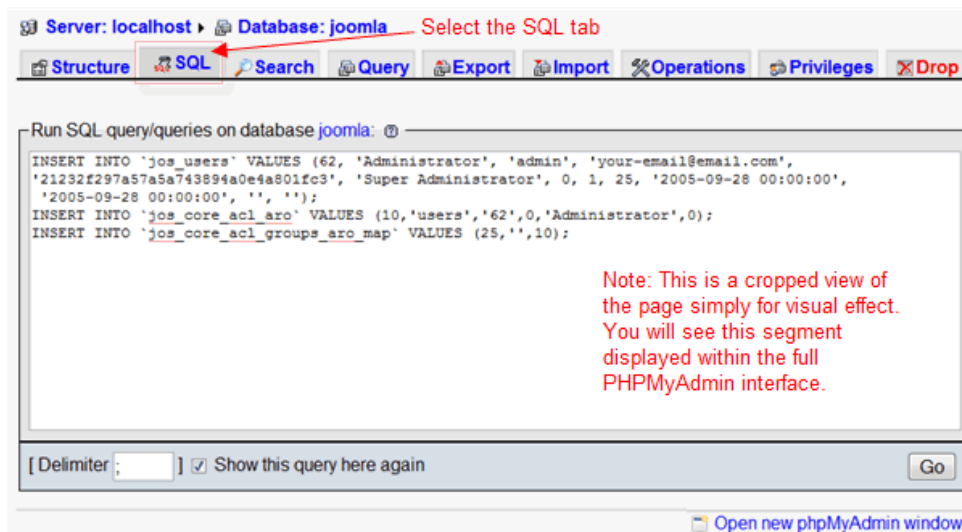 Server: localhost ▸ Database: joomla Select the SQL tab
Structure SQL Search Query Export Import Operations Privileges Drop
Run SQL query/queries on database joomla:
INSERT INTO `jos_users` VALUES (62, 'Administrator', 'admin', 'your-email@email.com',
'21232f297a57a5a743894a0e4a801fc3', 'Super Administrator', 0, 1, 25, '2005-09-28 00:00:00',
'2005-09-28 00:00:00', '', '');
INSERT INTO `jos_core_acl_aro` VALUES (10,'users','62',0,'Administrator',0);
INSERT INTO `jos_core_acl_groups_aro_map` VALUES (25,'',10);
Note: This is a cropped view of
the page simply for visual effect.
You will see this segment
displayed within the full
PHPMyAdmin interface.
[ Delimiter ; ] Show this query here again Go
Open new phpMyAdmin window